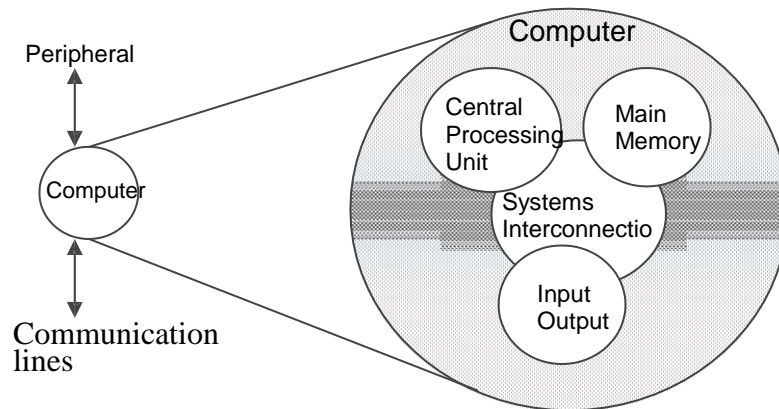 Computer
Peripheral
Central
Processing
Unit
Main
Memory
Computer
Systems
Interconnectio
Input
Output
Communication
lines